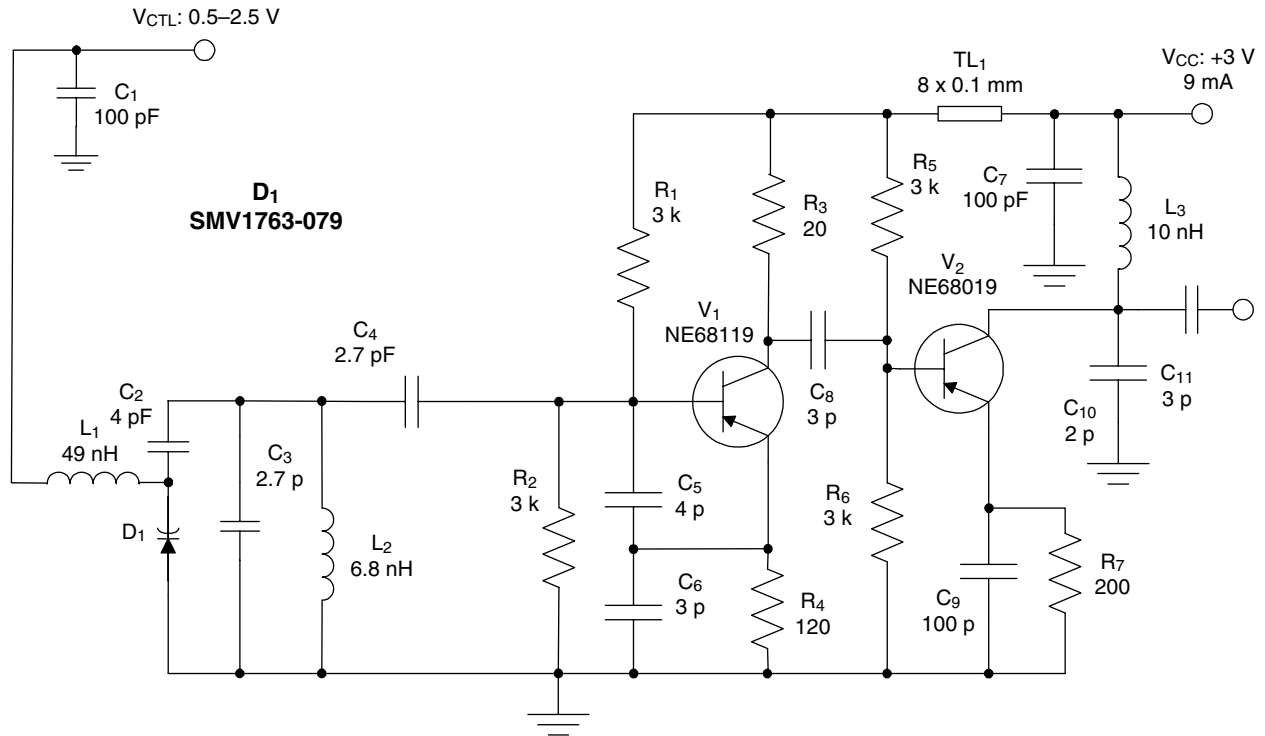 V_CTL: 0.5–2.5 V
C1
100 pF
D1
SMV1763-079
TL1
8 x 0.1 mm
V_CC: +3 V
9 mA
R1
3 k
R3
20
R5
3 k
C7
100 pF
L3
10 nH
V1
NE68119
V2
NE68019
C4
2.7 pF
C2
4 pF
L1
49 nH
C3
2.7 p
D1
L2
6.8 nH
R2
3 k
C5
4 p
C6
3 p
R4
120
C8
3 p
R6
3 k
C10
2 p
C11
3 p
C9
100 p
R7
200